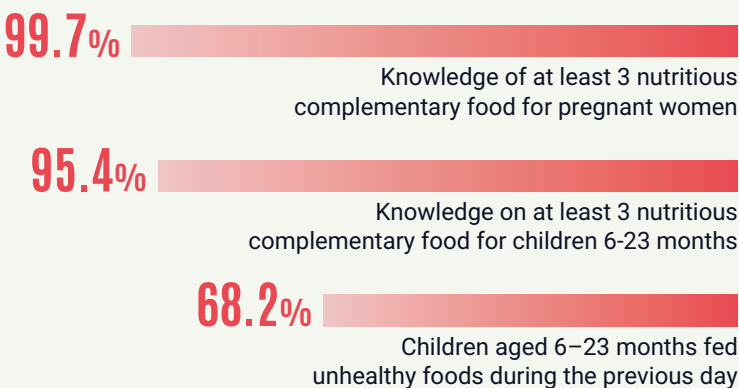 99.7%
Knowledge of at least 3 nutritious
complementary food for pregnant women
95.4%
Knowledge on at least 3 nutritious
complementary food for children 6-23 months
68.2%
Children aged 6–23 months fed
unhealthy foods during the previous day